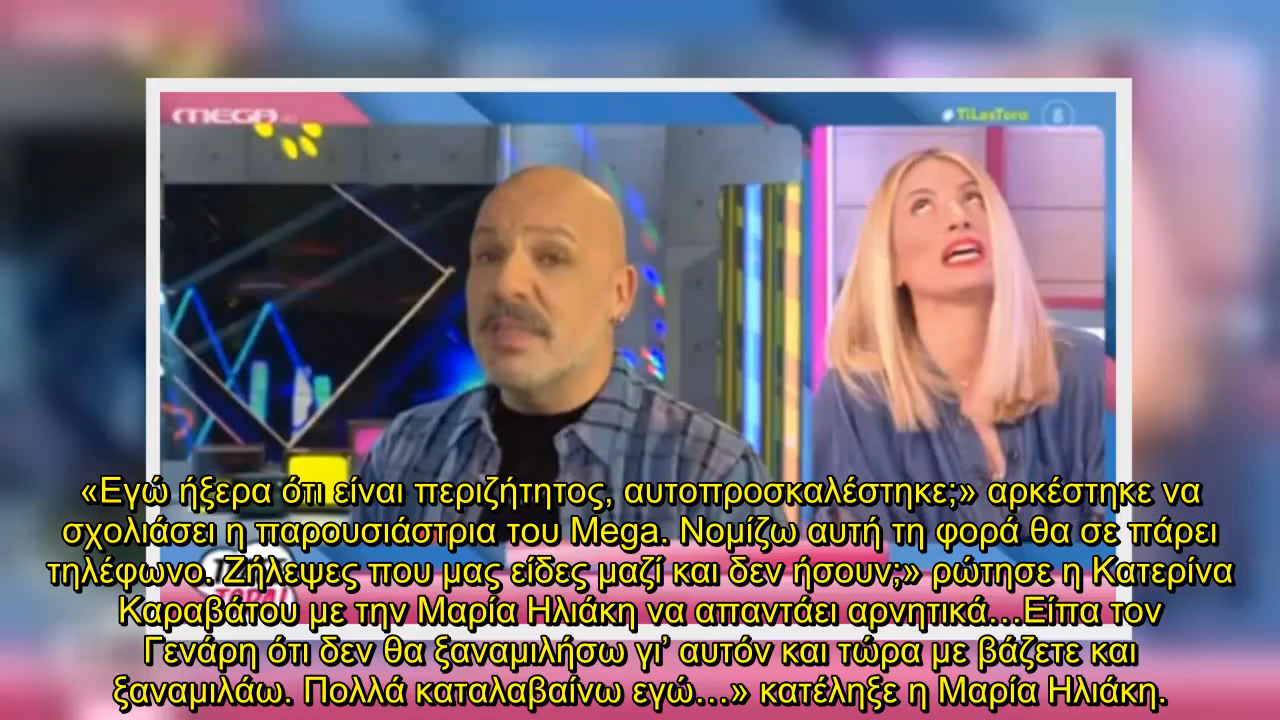 MEGA
#TiLesTora
8
«Εγώ ήξερα ότι είναι περιζήτητος, αυτοπροσκαλέστηκε;» αρκέστηκε να
σχολιάσει η παρουσιάστρια του Mega. Νομίζω αυτή τη φορά θα σε πάρει
τηλέφωνο. Ζήλεψες που μας είδες μαζί και δεν ήσουν;» ρώτησε η Κατερίνα
Καραβάτου με την Μαρία Ηλιάκη να απαντάει αρνητικά…Είπα τον
Γενάρη ότι δεν θα ξαναμιλήσω γι’ αυτόν και τώρα με βάζετε και
ξαναμιλάω. Πολλά καταλαβαίνω εγώ…» κατέληξε η Μαρία Ηλιάκη.